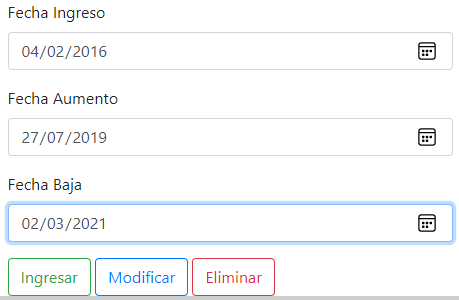 Fecha Ingreso
04/02/2016
Fecha Aumento
27/07/2019
Fecha Baja
02/03/2021
Ingresar Modificar Eliminar